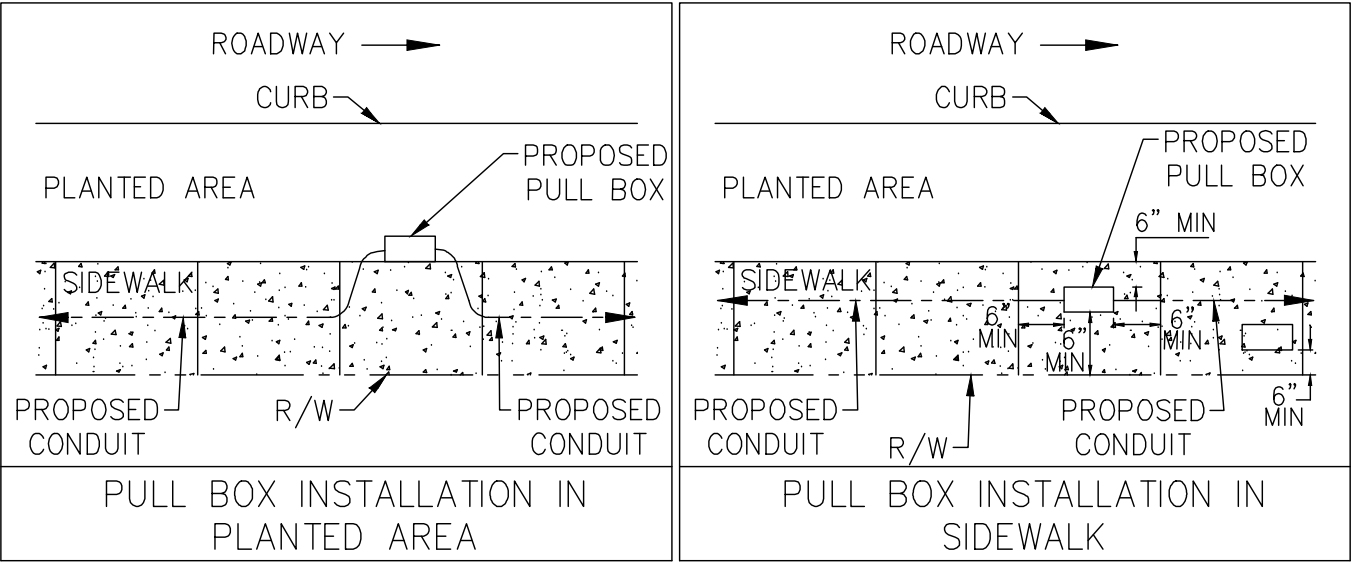 ROADWAY
CURB
PROPOSED
PULL BOX
PLANTED AREA
SIDEWALK
PROPOSED
CONDUIT
R/W
PROPOSED
CONDUIT
PULL BOX INSTALLATION IN
PLANTED AREA
ROADWAY
CURB
PROPOSED
PULL BOX
PLANTED AREA
6" MIN
SIDEWALK
6"
MIN
6"
MIN
6"
MIN
6"
MIN
PROPOSED
CONDUIT
R/W
PROPOSED
CONDUIT
PULL BOX INSTALLATION IN
SIDEWALK